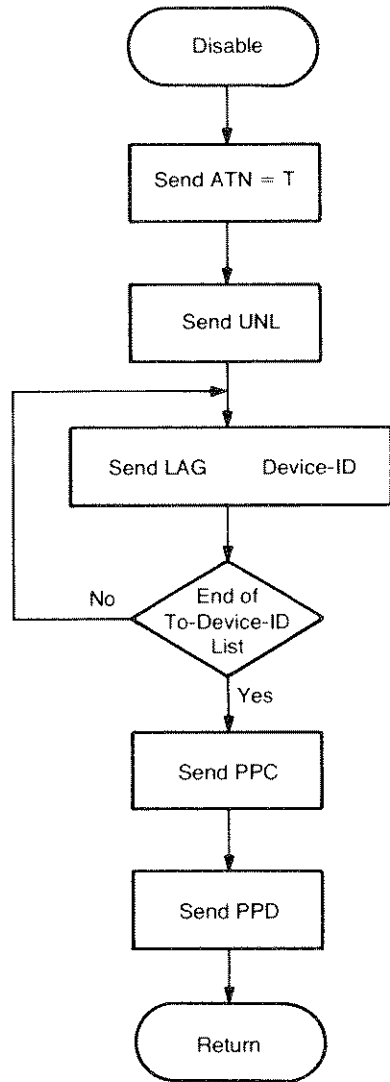 Disable
Send ATN = T
Send UNL
Send LAG Device-ID
No
End of
To-Device-ID
List
Yes
Send PPC
Send PPD
Return